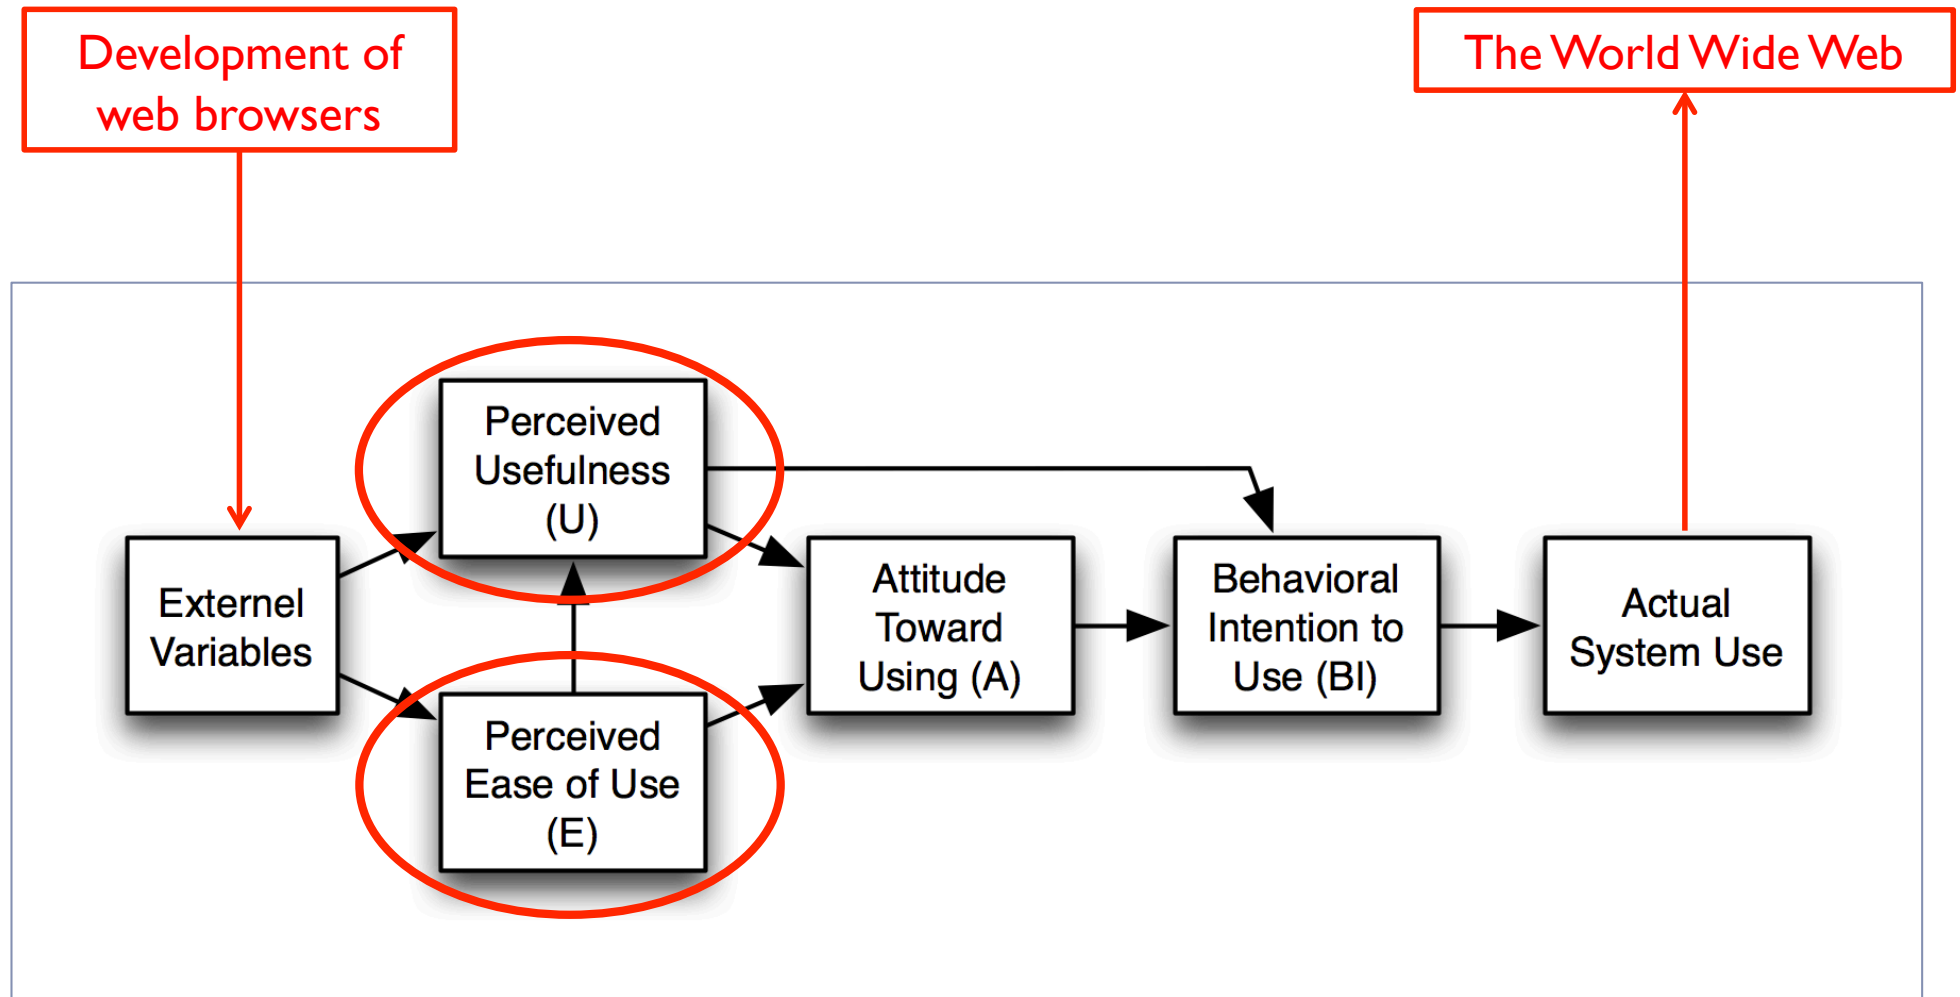 Development of
web browsers
The World Wide Web
Perceived
Usefulness
(U)
Externel
Variables
Attitude
Toward
Using (A)
Behavioral
Intention to
Use (BI)
Actual
System Use
Perceived
Ease of Use
(E)